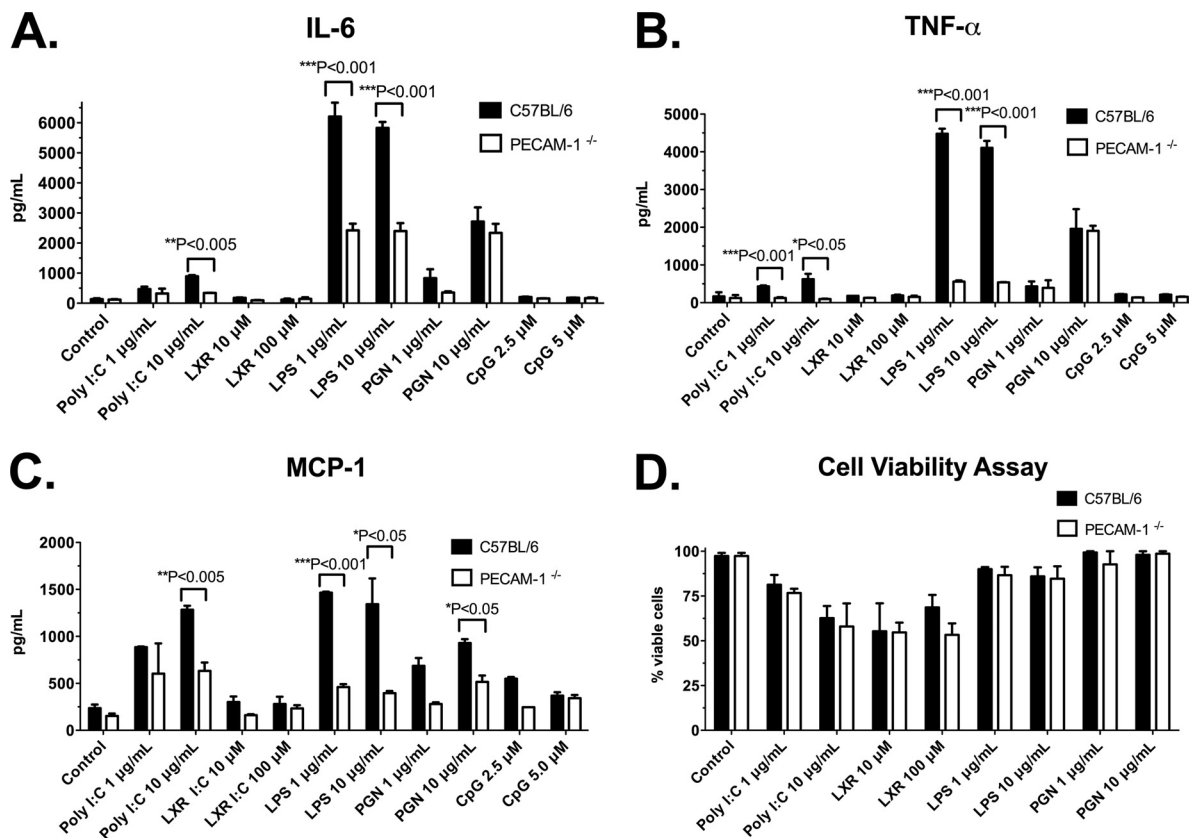 A.
IL-6
***P<0.001
***P<0.001
**P<0.005
C57BL/6
PECAM-1 -/-
pg/mL
6000
5000
4000
3000
2000
1000
0
Control
Poly I:C 1 µg/mL
Poly I:C 10 µg/mL
LXR 10 µM
LXR 100 µM
LPS 1 µg/mL
LPS 10 µg/mL
PGN 1 µg/mL
PGN 10 µg/mL
CpG 2.5 µM
CpG 5 µM
B.
TNF-α
***P<0.001
***P<0.001
***P<0.001
*P<0.05
C57BL/6
PECAM-1 -/-
pg/mL
5000
4000
3000
2000
1000
0
Control
Poly I:C 1 µg/mL
Poly I:C 10 µg/mL
LXR 10 µM
LXR 100 µM
LPS 1 µg/mL
LPS 10 µg/mL
PGN 1 µg/mL
PGN 10 µg/mL
CpG 2.5 µM
CpG 5 µM
C.
MCP-1
*P<0.05
***P<0.001
**P<0.005
*P<0.05
C57BL/6
PECAM-1 -/-
pg/mL
2000
1500
1000
500
0
Control
Poly I:C 1 µg/mL
Poly I:C 10 µg/mL
LXR I:C 10 µM
LXR I:C 100 µM
LPS 1 µg/mL
LPS 10 µg/mL
PGN 1 µg/mL
PGN 10 µg/mL
CpG 2.5 µM
CpG 5.0 µM
D.
Cell Viability Assay
C57BL/6
PECAM-1 -/-
% viable cells
100
75
50
25
0
Control
Poly I:C 1 µg/mL
Poly I:C 10 µg/mL
LXR 10 µM
LXR 100 µM
LPS 1 µg/mL
LPS 10 µg/mL
PGN 1 µg/mL
PGN 10 µg/mL